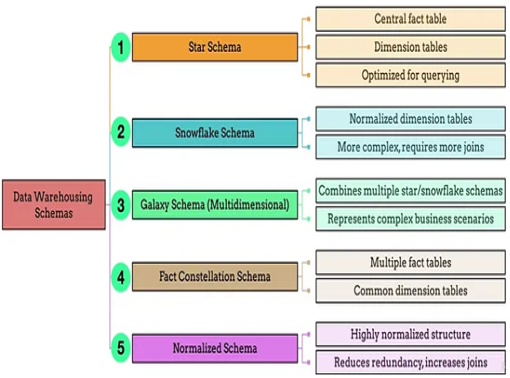 Data Warehousing
Schemas
1
Star Schema
Central fact table
Dimension tables
Optimized for querying
2
Snowflake Schema
Normalized dimension tables
More complex, requires more joins
3
Galaxy Schema (Multidimensional)
Combines multiple star/snowflake schemas
Represents complex business scenarios
4
Fact Constellation Schema
Multiple fact tables
Common dimension tables
5
Normalized Schema
Highly normalized structure
Reduces redundancy, increases joins